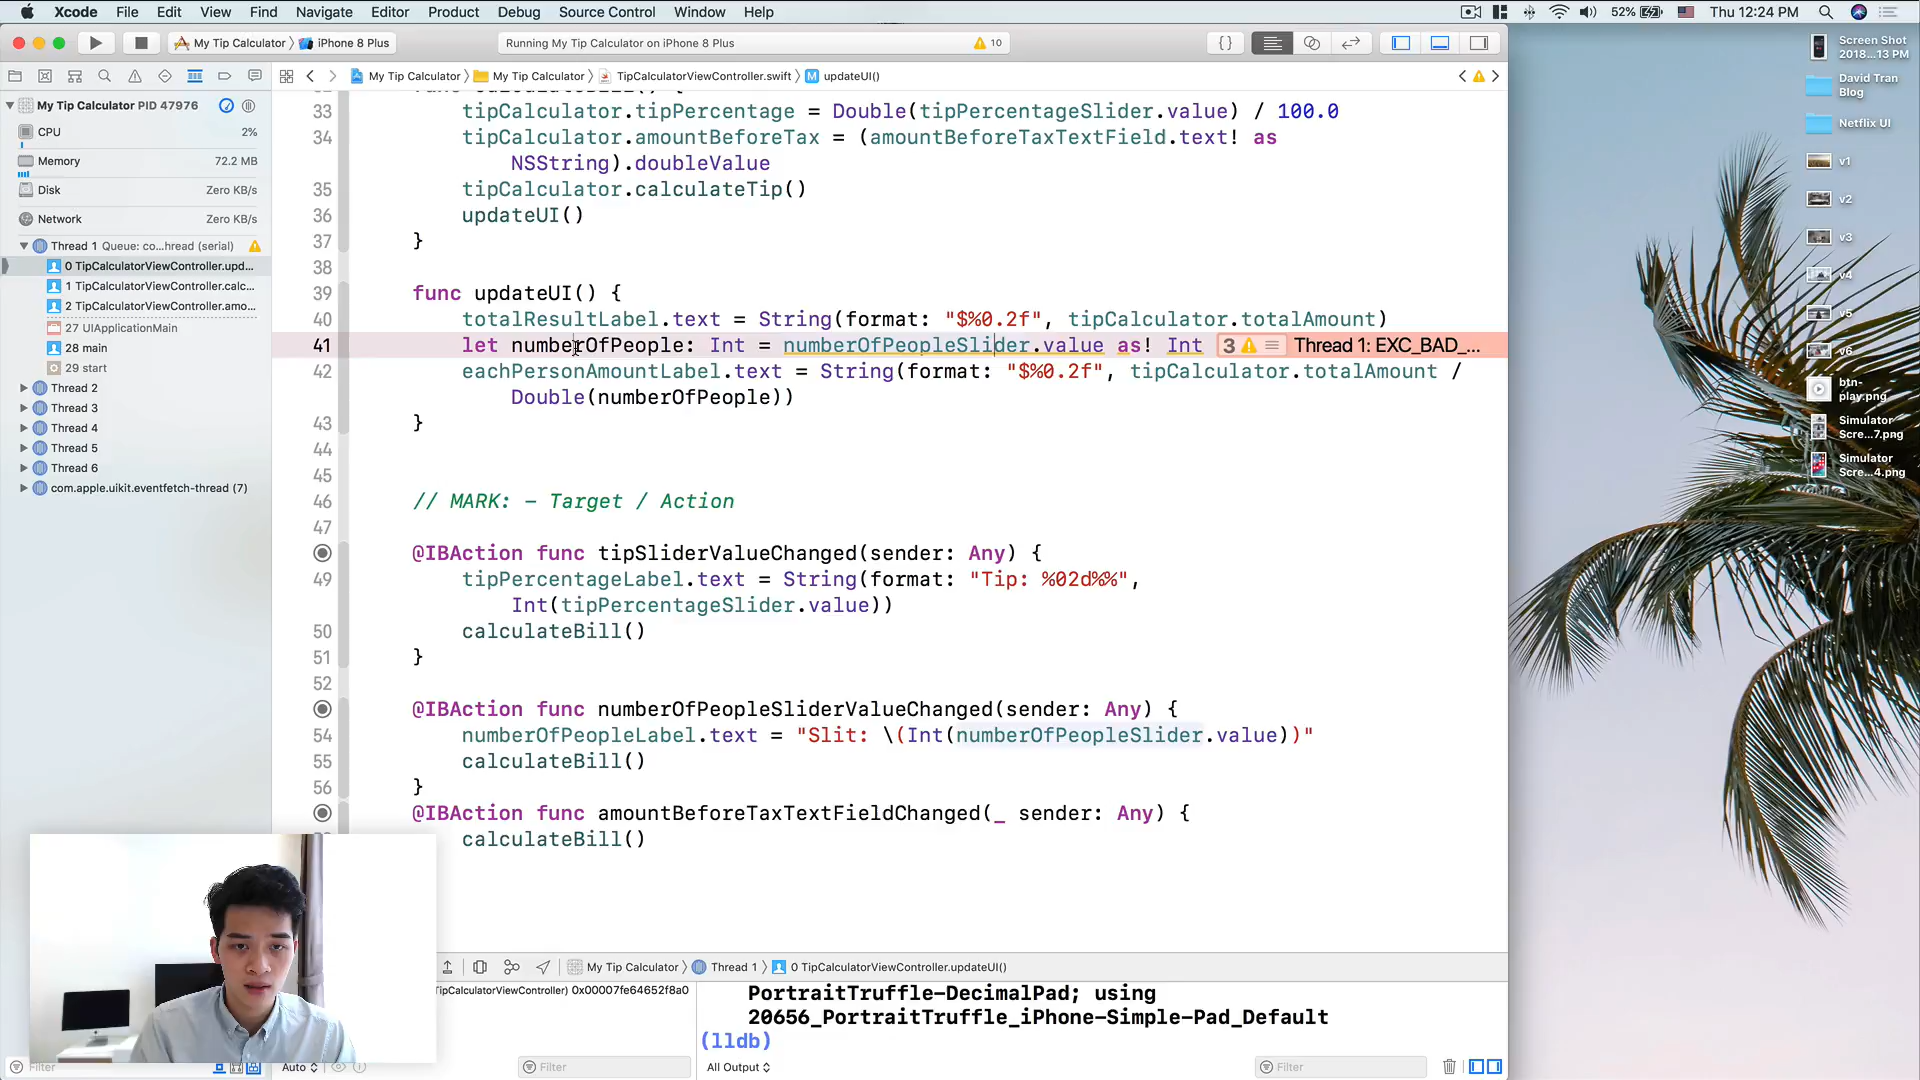 Xcode File Edit View Find Navigate Editor Product Debug Source Control Window Help
52% Thu 12:24 PM
My Tip Calculator iPhone 8 Plus
Running My Tip Calculator on iPhone 8 Plus
10
My Tip Calculator My Tip Calculator TipCalculatorViewController.swift M updateUI()
My Tip Calculator PID 47976
CPU 2%
Memory 72.2 MB
Disk Zero KB/s
Network Zero KB/s
Thread 1 Queue: co...hread (serial)
0 TipCalculatorViewController.upd...
1 TipCalculatorViewController.calc...
2 TipCalculatorViewController.amo...
27 UIApplicationMain
28 main
29 start
Thread 2
Thread 3
Thread 4
Thread 5
Thread 6
com.apple.uikit.eventfetch-thread (7)
33 tipCalculator.tipPercentage = Double(tipPercentageSlider.value) / 100.0
34 tipCalculator.amountBeforeTax = (amountBeforeTaxTextField.text! as
NSString).doubleValue
35 tipCalculator.calculateTip()
36 updateUI()
37 }
38
39 func updateUI() {
40 totalResultLabel.text = String(format: "$%0.2f", tipCalculator.totalAmount)
41 let numberOfPeople: Int = numberOfPeopleSlider.value as! Int 3 Thread 1: EXC_BAD_...
42 eachPersonAmountLabel.text = String(format: "$%0.2f", tipCalculator.totalAmount /
Double(numberOfPeople))
43 }
44
45
46 // MARK: - Target / Action
47
@IBAction func tipSliderValueChanged(sender: Any) {
49 tipPercentageLabel.text = String(format: "Tip: %02d%%",
Int(tipPercentageSlider.value))
50 calculateBill()
51 }
52
@IBAction func numberOfPeopleSliderValueChanged(sender: Any) {
54 numberOfPeopleLabel.text = "Slit: \(Int(numberOfPeopleSlider.value))"
55 calculateBill()
56 }
@IBAction func amountBeforeTaxTextFieldChanged(_ sender: Any) {
calculateBill()
My Tip Calculator Thread 1 0 TipCalculatorViewController.updateUI()
TipCalculatorViewController) 0x00007fe64652f8a0
PortraitTruffle-DecimalPad; using
20656_PortraitTruffle_iPhone-Simple-Pad_Default
(lldb)
Filter
Auto
Filter
All Output
Filter
Screen Shot
2018...13 PM
David Tran
Blog
Netflix UI
v1
v2
v3
v4
v5
v6
btn-
play.png
Simulator
Scre...7.png
Simulator
Scre...4.png